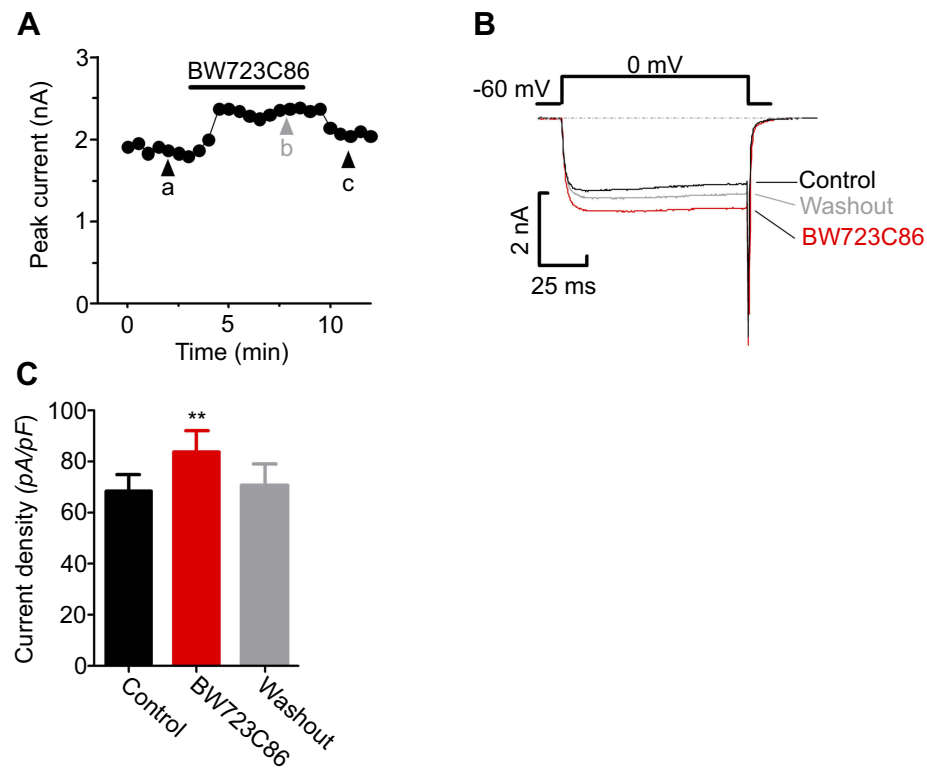 A
Peak current (nA)
3
2
1
0
BW723C86
a
b
c
0 5 10
Time (min)
B
0 mV
-60 mV
Control
Washout
BW723C86
2 nA
25 ms
C
Current density (pA/pF)
100
80
60
40
20
0
**
Control
BW723C86
Washout